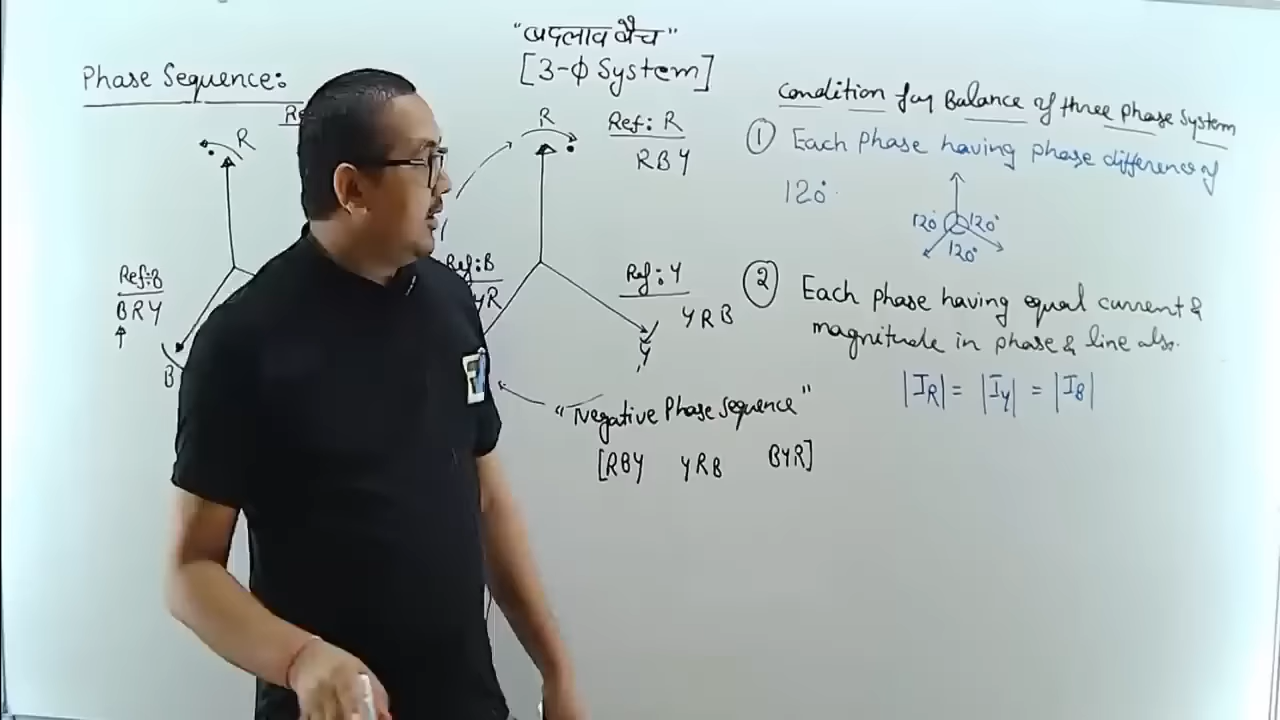 "बदलाव बैच"
[3-ϕ System]
Phase Sequence:
R
Ref:B
BRY
B
R
Ref: R
RBY
Ref:B
YR
Ref: Y
YRB
Y
"Negative Phase Sequence"
[RBY YRB BYR]
Condition for Balance of three phase System
① Each Phase having phase difference of
120°.
120° 120°
120°
② Each phase having equal current &
magnitude in phase & line also.
|IR| = |IY| = |IB|